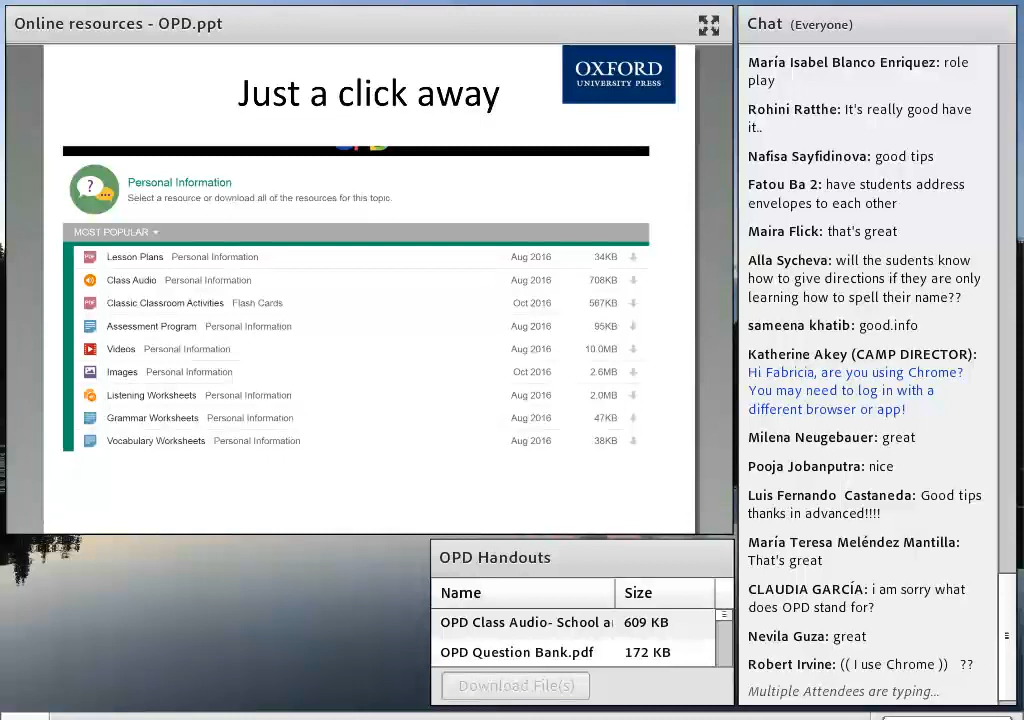 Online resources - OPD.ppt
Just a click away
OXFORD
UNIVERSITY PRESS
?
Personal Information
Select a resource or download all of the resources for this topic.
MOST POPULAR
PDF Lesson Plans Personal Information Aug 2016 34KB
Class Audio Personal Information Aug 2016 708KB
PDF Classic Classroom Activities Flash Cards Oct 2016 567KB
Assessment Program Personal Information Aug 2016 95KB
Videos Personal Information Aug 2016 10.0MB
Images Personal Information Oct 2016 2.6MB
Listening Worksheets Personal Information Aug 2016 2.0MB
Grammar Worksheets Personal Information Aug 2016 47KB
Vocabulary Worksheets Personal Information Aug 2016 38KB
OPD Handouts
Name Size
OPD Class Audio- School a 609 KB
OPD Question Bank.pdf 172 KB
Download File(s)
Chat (Everyone)
María Isabel Blanco Enriquez: role
play
Rohini Ratthe: It's really good have
it..
Nafisa Sayfidinova: good tips
Fatou Ba 2: have students address
envelopes to each other
Maira Flick: that's great
Alla Sycheva: will the sudents know
how to give directions if they are only
learning how to spell their name??
sameena khatib: good.info
Katherine Akey (CAMP DIRECTOR):
Hi Fabricia, are you using Chrome?
You may need to log in with a
different browser or app!
Milena Neugebauer: great
Pooja Jobanputra: nice
Luis Fernando Castaneda: Good tips
thanks in advanced!!!!
María Teresa Meléndez Mantilla:
That's great
CLAUDIA GARCÍA: i am sorry what
does OPD stand for?
Nevila Guza: great
Robert Irvine: (( I use Chrome )) ??
Multiple Attendees are typing...